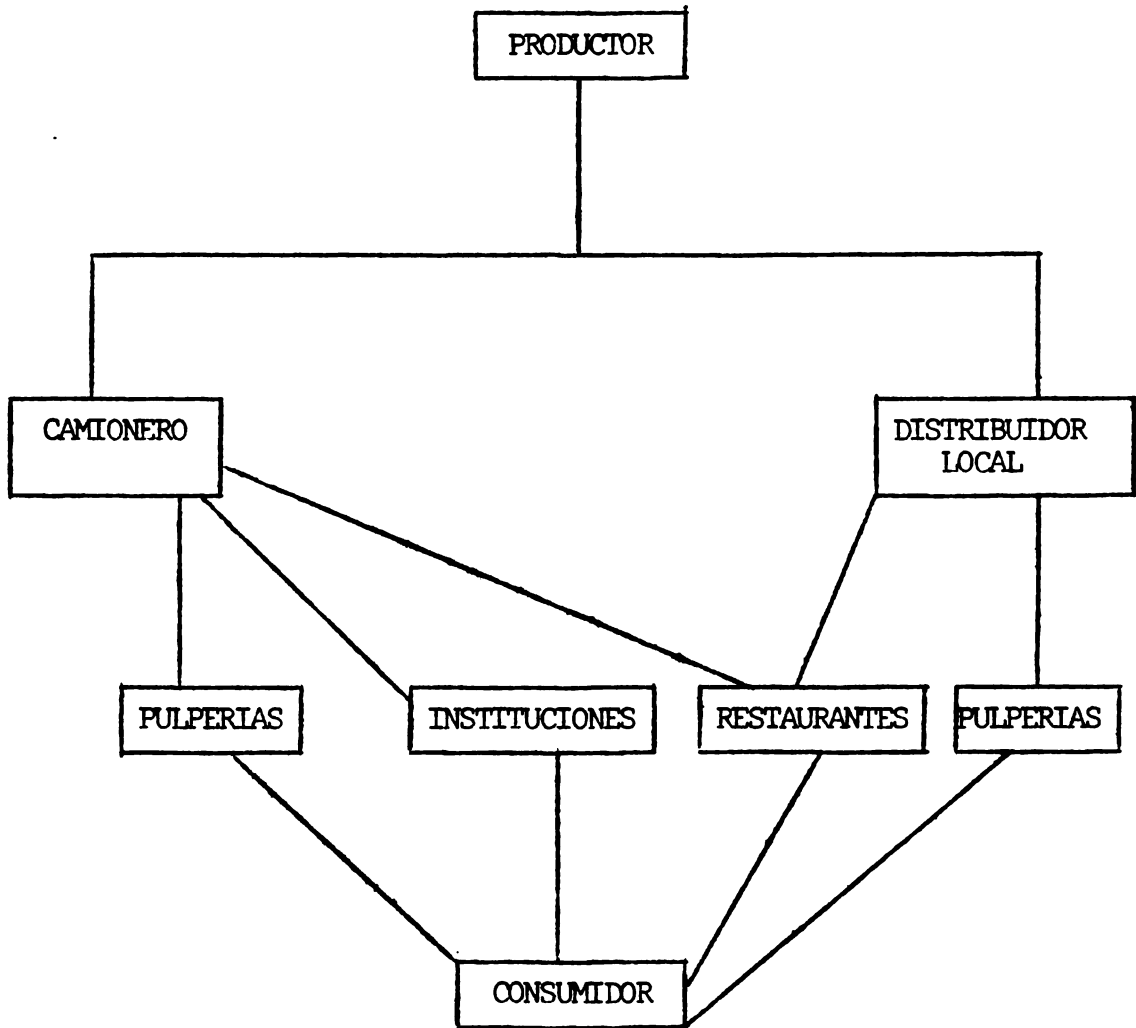 PRODUCTOR
CAMIONERO
DISTRIBUIDOR
LOCAL
PULPERIAS
INSTITUCIONES
RESTAURANTES
PULPERIAS
CONSUMIDOR